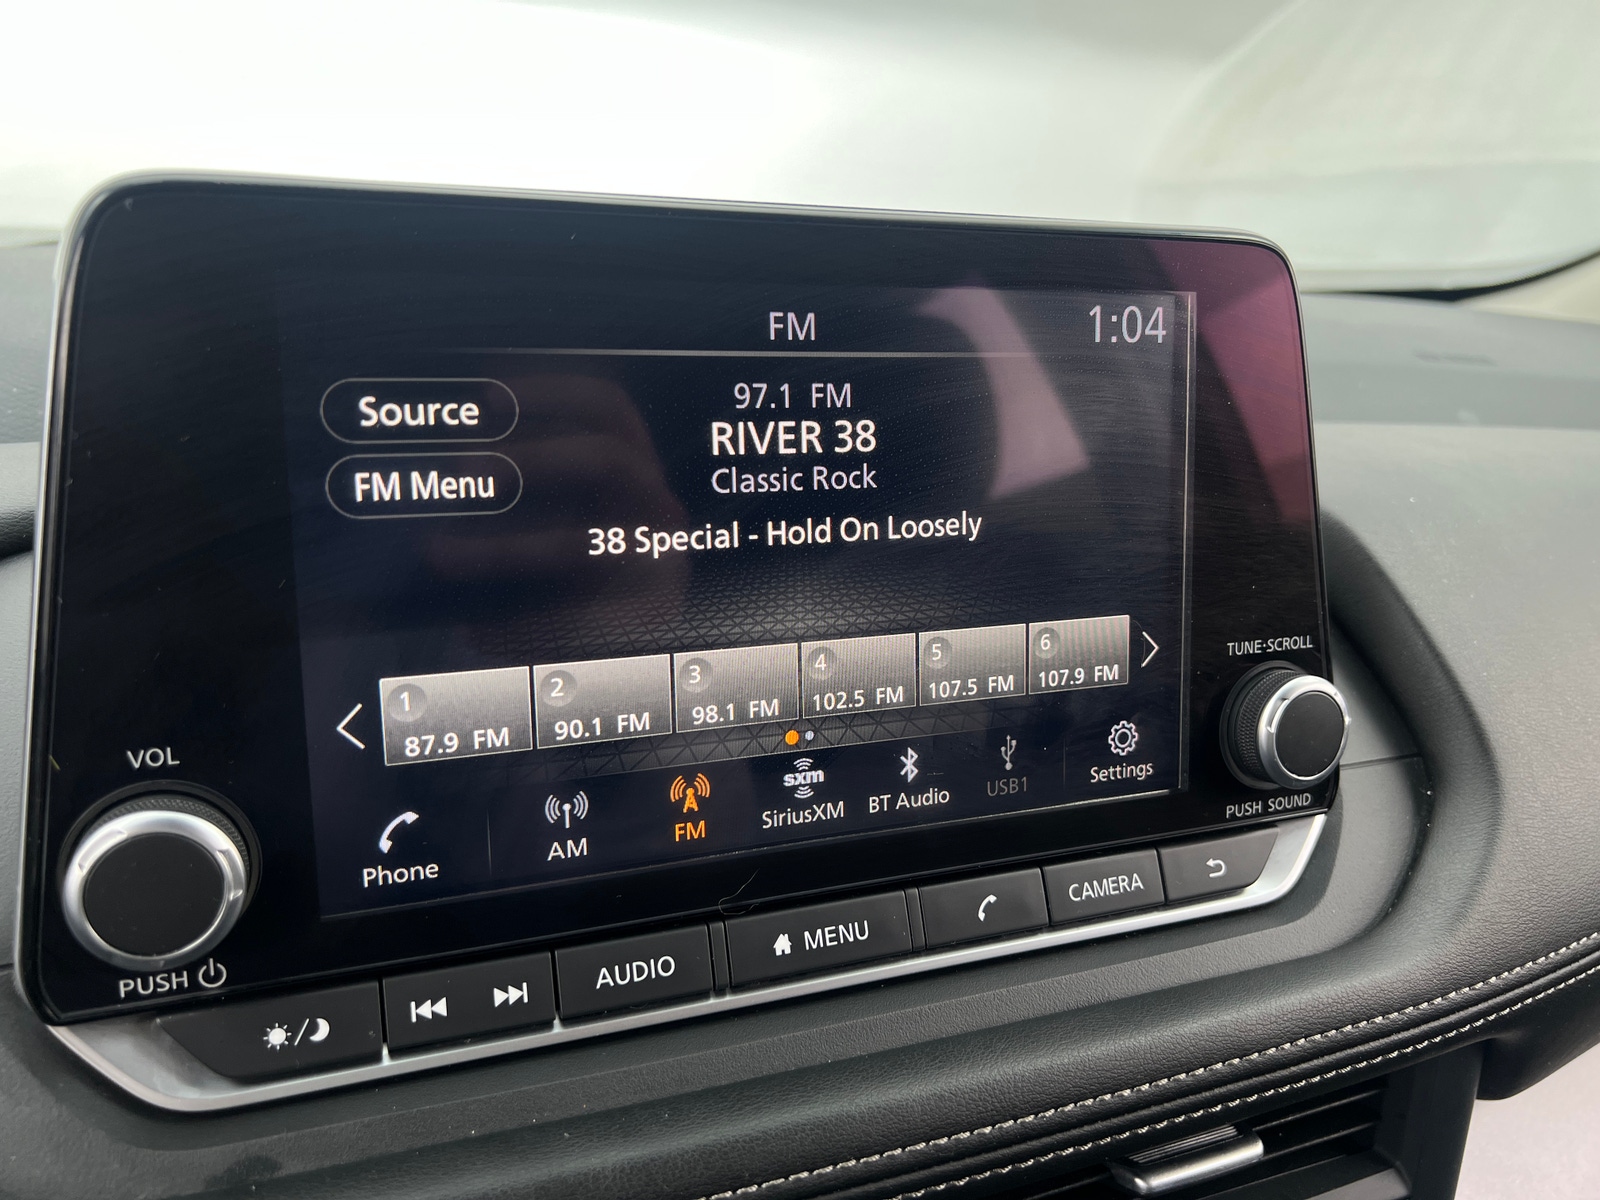 FM
1:04
Source
97.1 FM
RIVER 38
FM Menu
Classic Rock
38 Special - Hold On Loosely
1
87.9 FM
2
90.1 FM
3
98.1 FM
4
102.5 FM
5
107.5 FM
6
107.9 FM
Phone
AM
FM
sxm
SiriusXM
BT Audio
USB1
Settings
VOL
PUSH
TUNE·SCROLL
PUSH SOUND
AUDIO
MENU
CAMERA